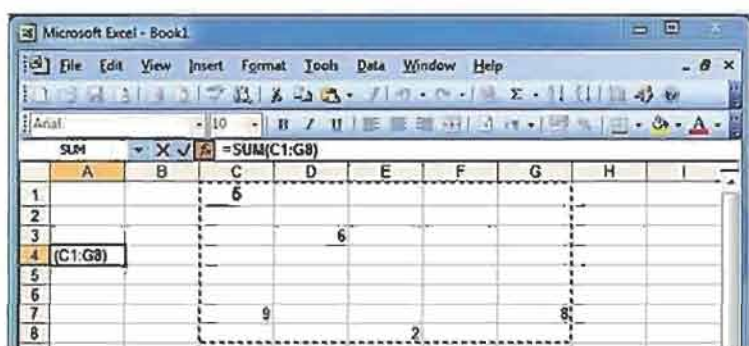 Microsoft Excel - Book1
File Edit View Insert Format Tools Data Window Help
Arial 10 B I U
SUM =SUM(C1:G8)
A B C D E F G H I
1 5
2
3 6
4 (C1:G8)
5
6
7 9 8
8 2